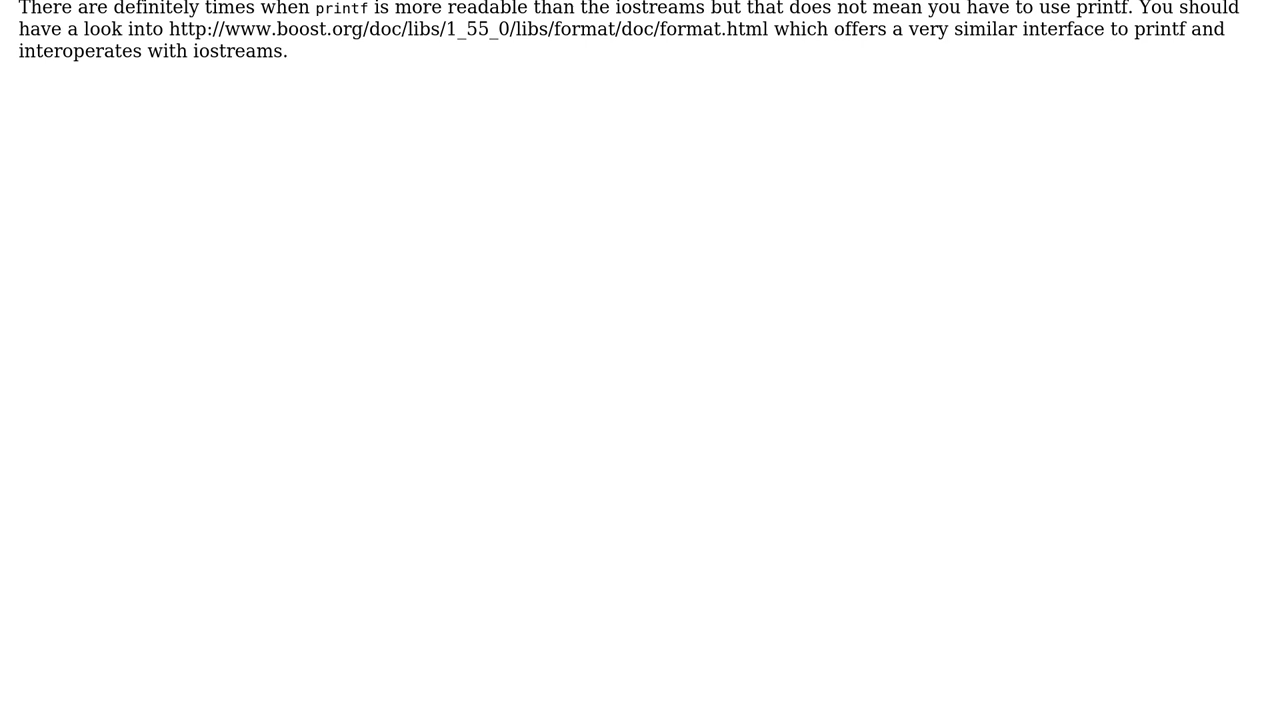 There are definitely times when printf is more readable than the iostreams but that does not mean you have to use printf. You should
have a look into http://www.boost.org/doc/libs/1_55_0/libs/format/doc/format.html which offers a very similar interface to printf and
interoperates with iostreams.